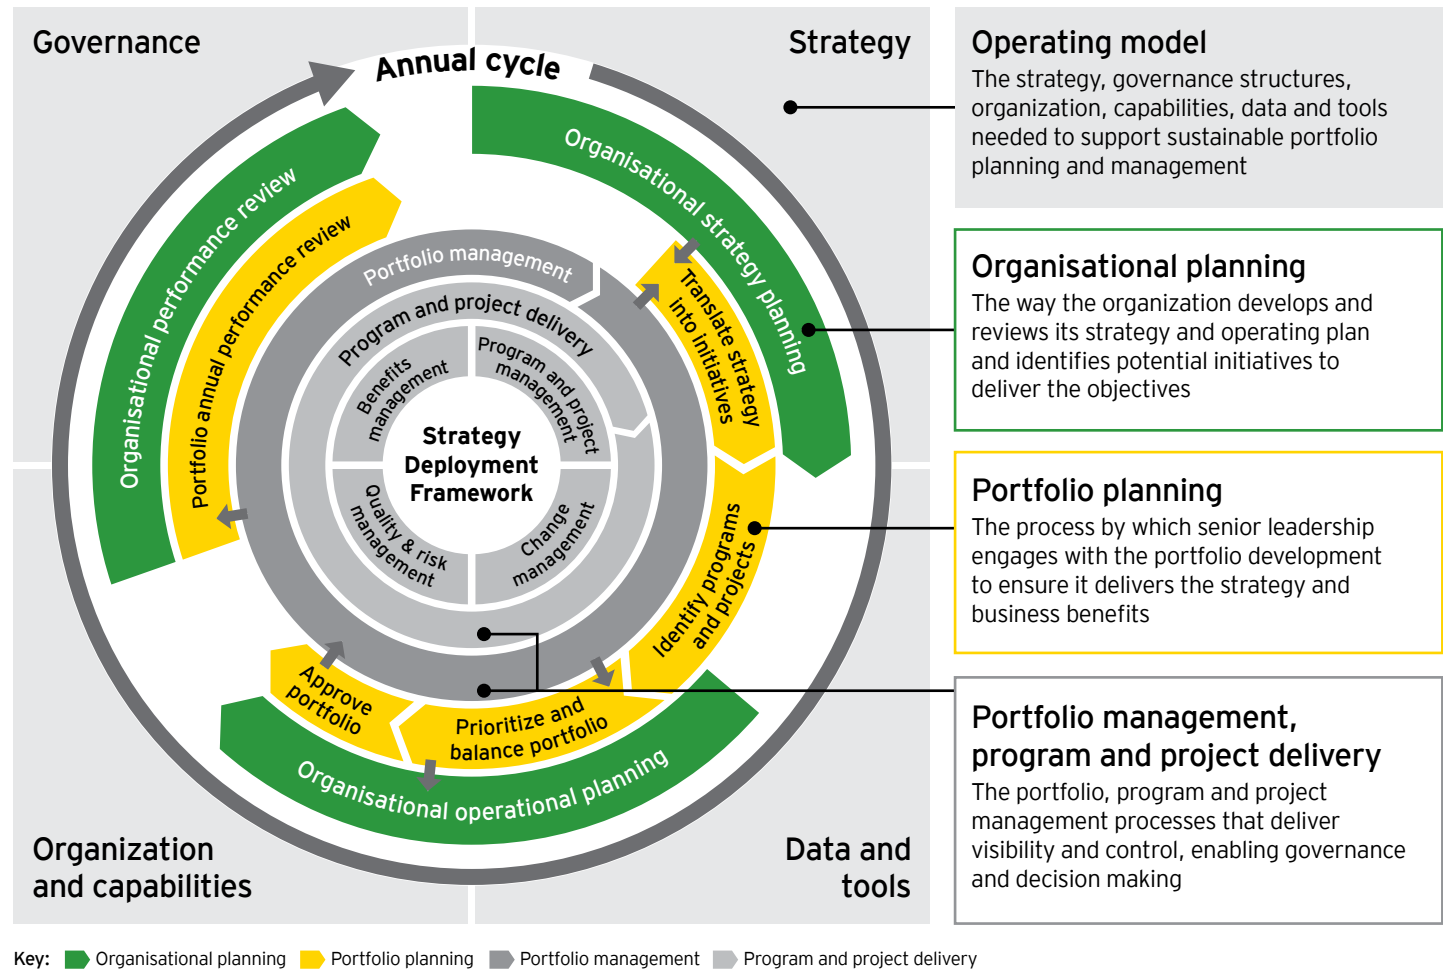 Governance
Strategy
Annual cycle
Organisational strategy planning
Organisational performance review
Portfolio annual performance review
Translate strategy
into initiatives
Portfolio management
Program and project delivery
Benefits
management
Program and project
management
Strategy
Deployment
Framework
Quality & risk
management
Change
management
Identify programs
and projects
Approve
portfolio
Prioritize and
balance portfolio
Organisational operational planning
Organization
and capabilities
Data and
tools
Operating model
The strategy, governance structures,
organization, capabilities, data and tools
needed to support sustainable portfolio
planning and management
Organisational planning
The way the organization develops and
reviews its strategy and operating plan
and identifies potential initiatives to
deliver the objectives
Portfolio planning
The process by which senior leadership
engages with the portfolio development
to ensure it delivers the strategy and
business benefits
Portfolio management,
program and project delivery
The portfolio, program and project
management processes that deliver
visibility and control, enabling governance
and decision making
Key: Organisational planning Portfolio planning Portfolio management Program and project delivery